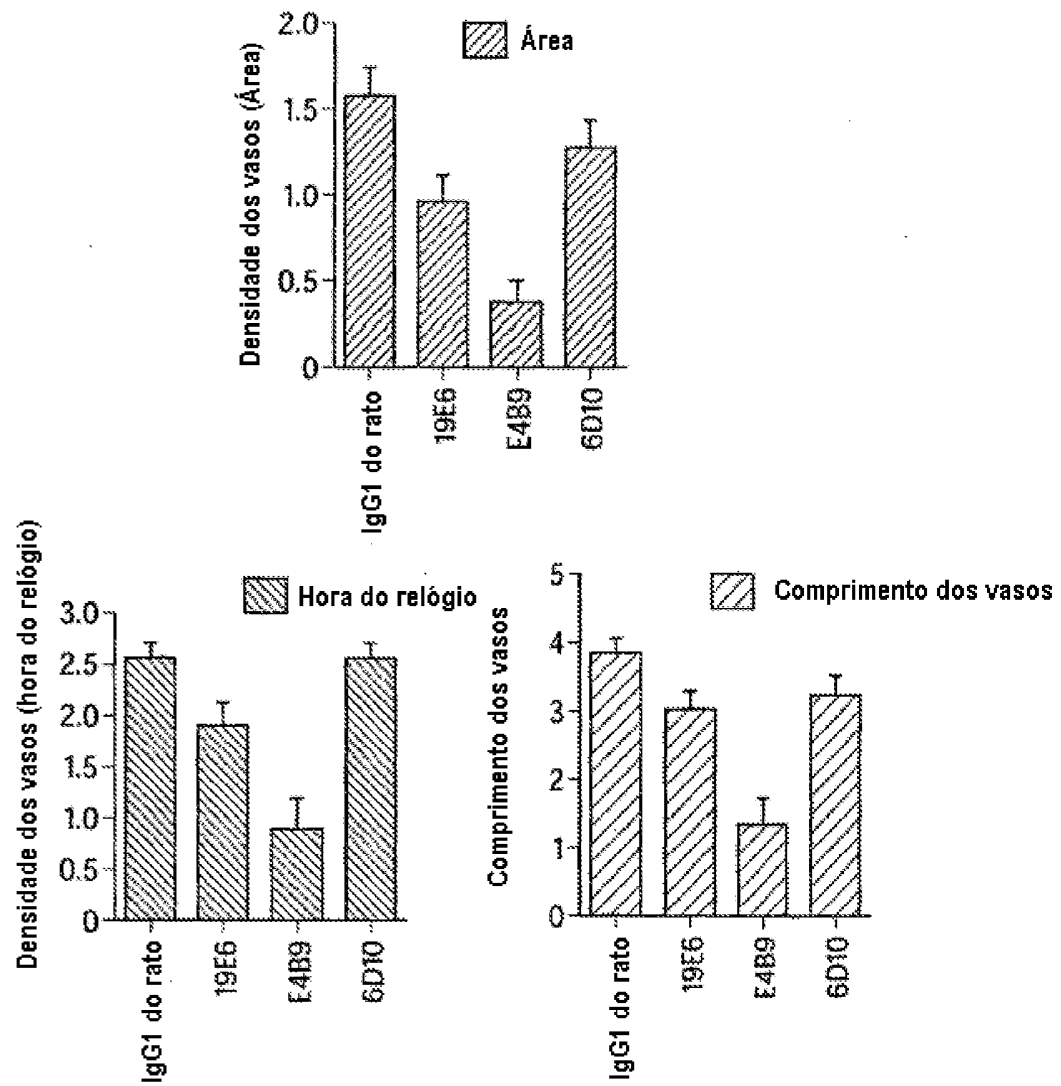 Densidade dos vasos (Área)
2.0
1.5
1.0
0.5
0
Área
IgG1 do rato
19E6
E4B9
6D10
Densidade dos vasos (hora do relógio)
3.0
2.5
2.0
1.5
1.0
0.5
0
Hora do relógio
IgG1 do rato
19E6
E4B9
6D10
Comprimento dos vasos
5
4
3
2
1
0
Comprimento dos vasos
IgG1 do rato
19E6
E4B9
6D10